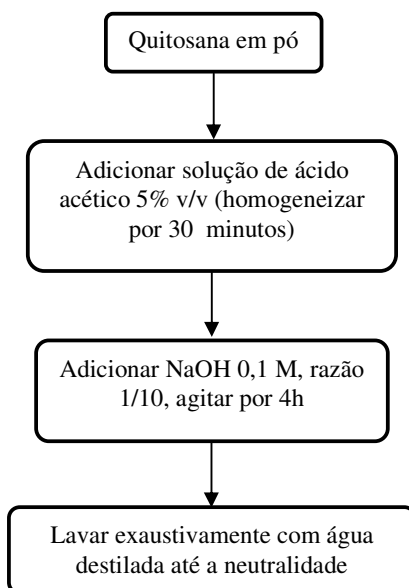 Quitosana em pó
Adicionar solução de ácido
acético 5% v/v (homogeneizar
por 30 minutos)
Adicionar NaOH 0,1 M, razão
1/10, agitar por 4h
Lavar exaustivamente com água
destilada até a neutralidade